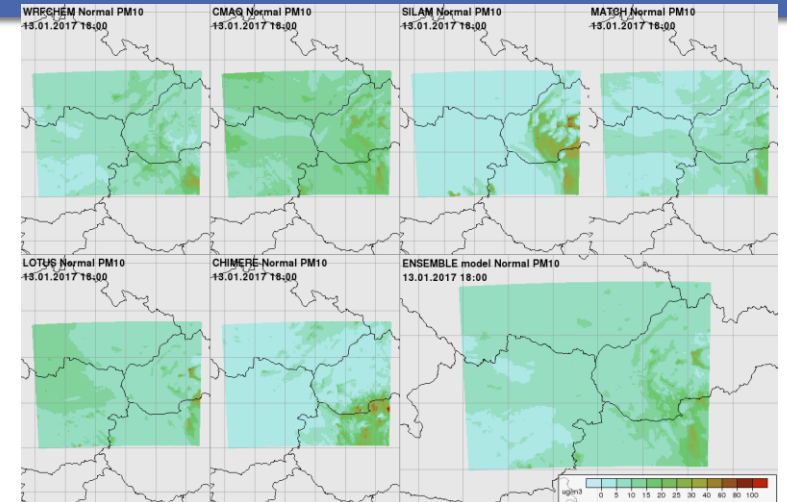 WRFCHEM Normal PM10
13.01.2017 18:00
CMAQ Normal PM10
13.01.2017 18:00
SILAM Normal PM10
13.01.2017 18:00
MATCH Normal PM10
13.01.2017 18:00
LOTUS Normal PM10
13.01.2017 18:00
CHIMERE Normal PM10
13.01.2017 18:00
ENSEMBLE model Normal PM10
13.01.2017 18:00
ug/m3
0 5 10 15 20 25 30 40 60 80 100